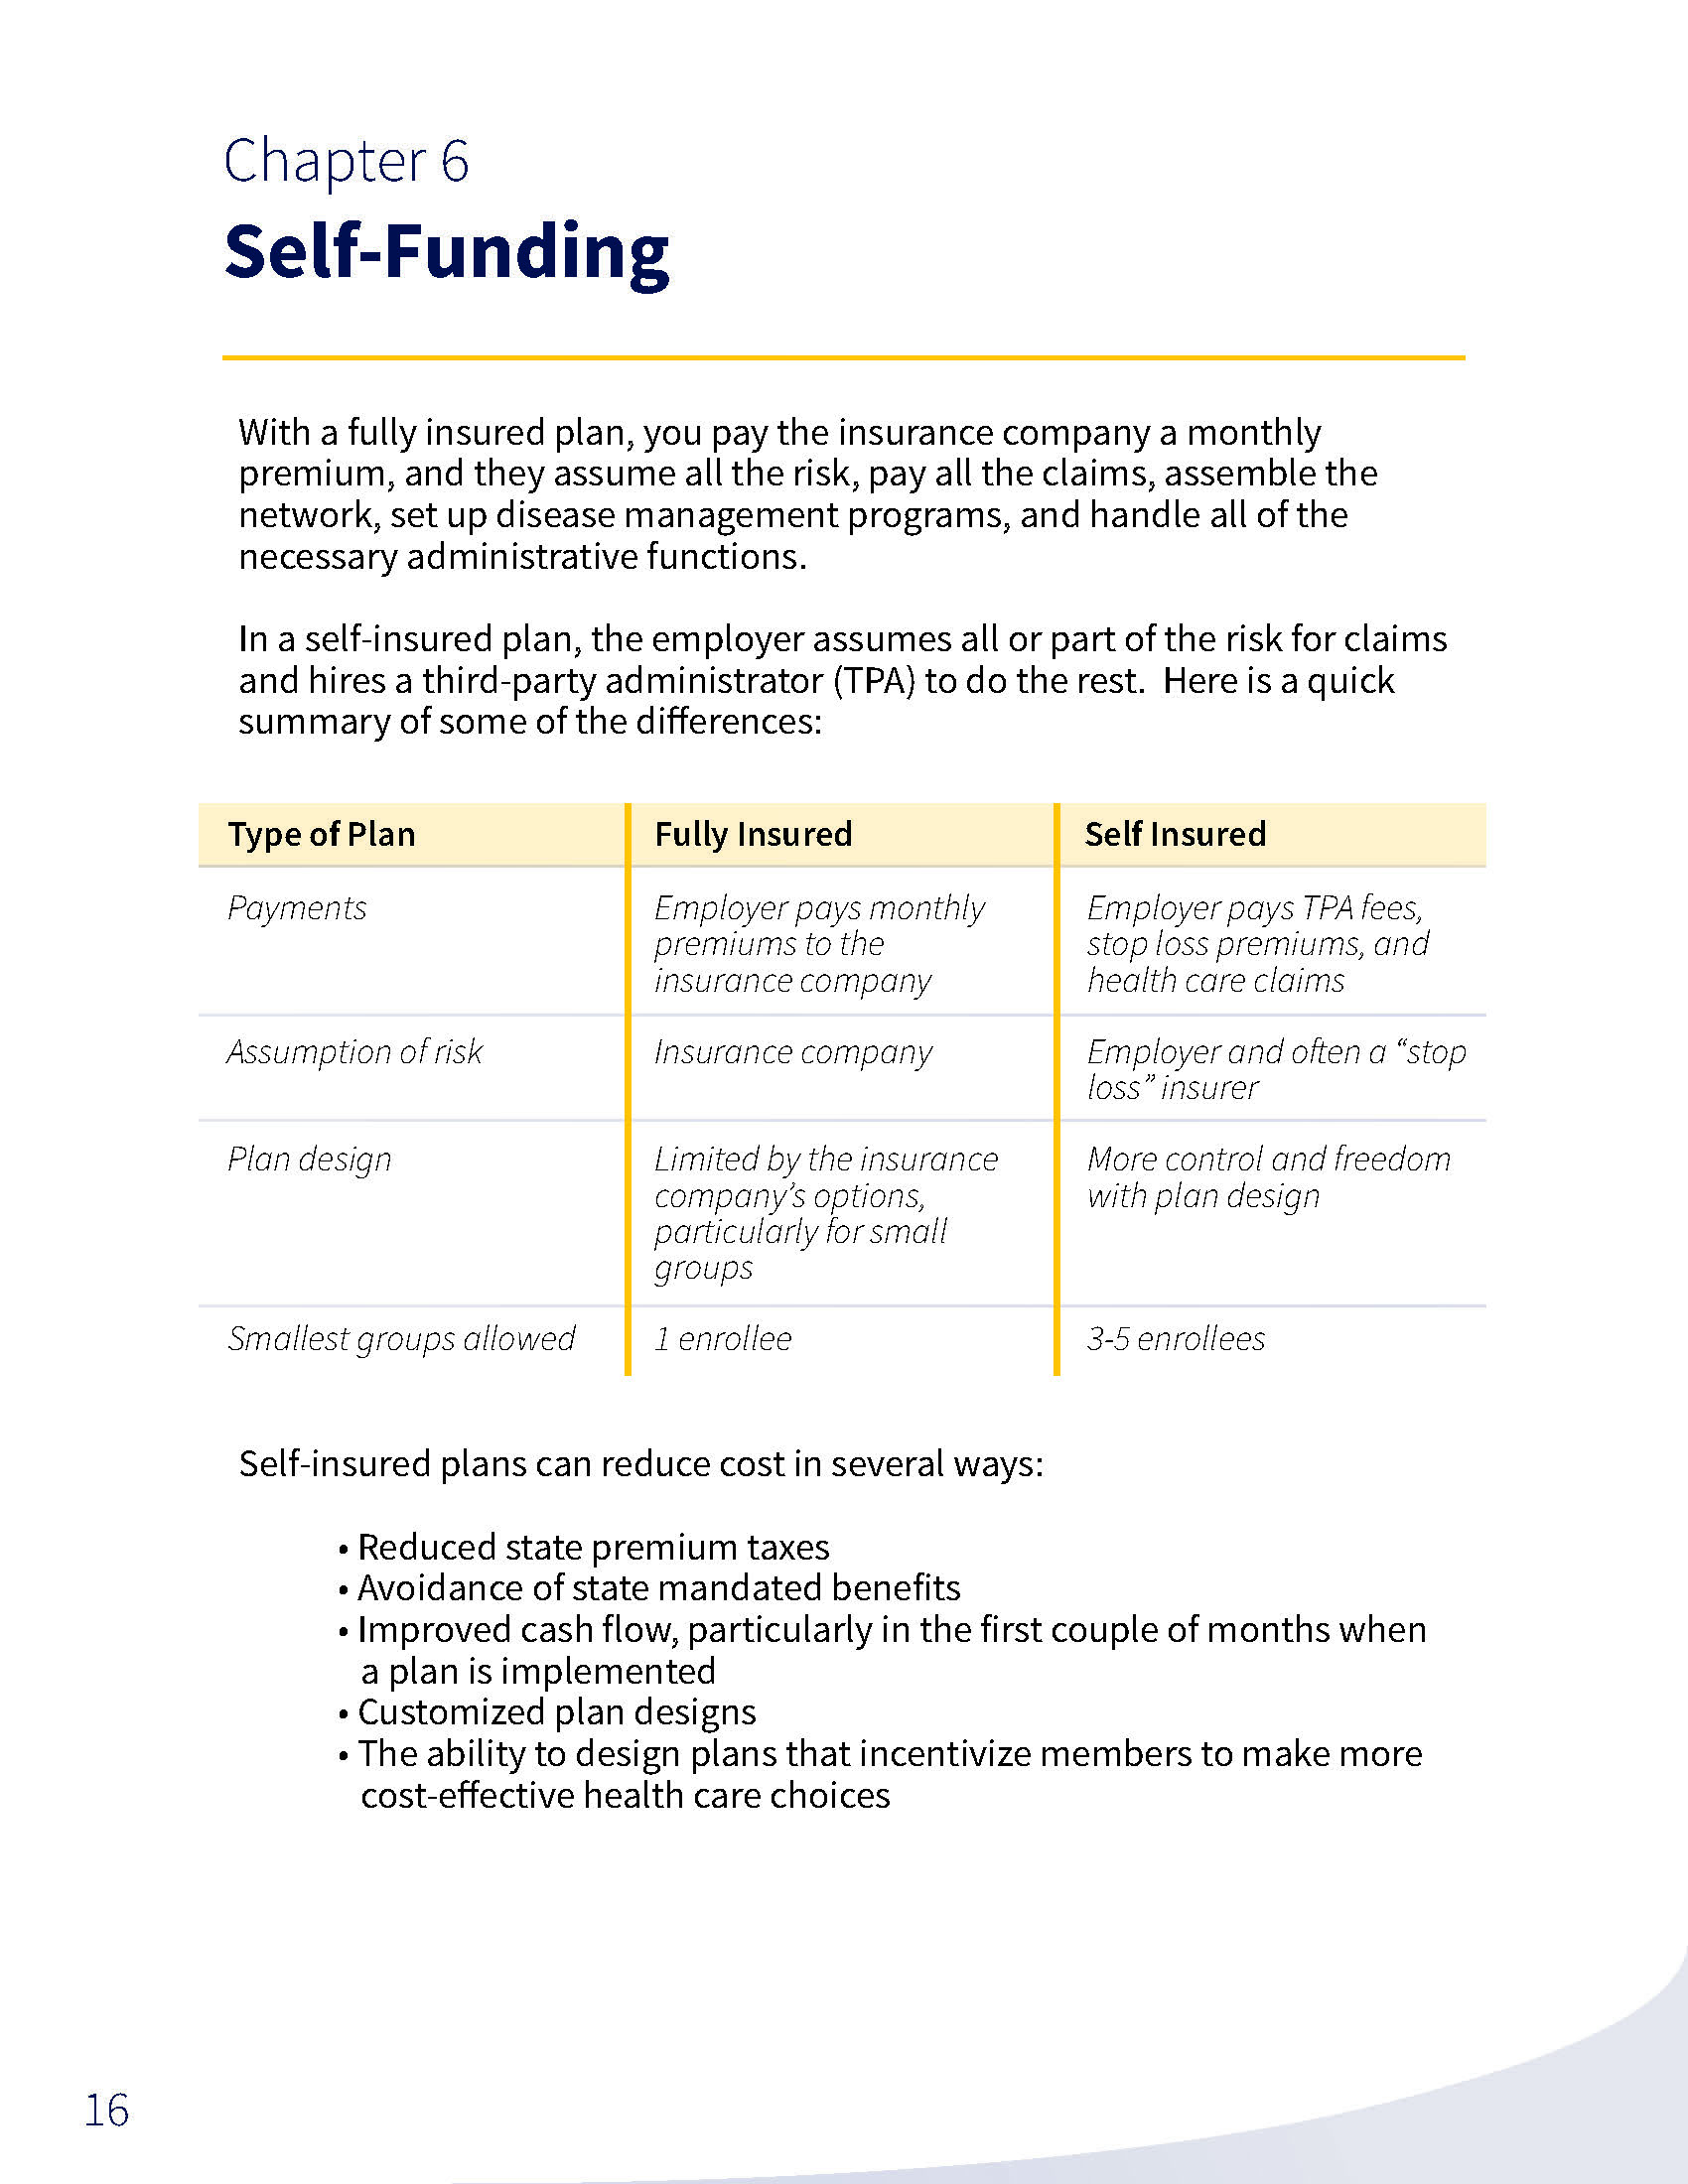 Chapter 6
Self-Funding
With a fully insured plan, you pay the insurance company a monthly
premium, and they assume all the risk, pay all the claims, assemble the
network, set up disease management programs, and handle all of the
necessary administrative functions.
In a self-insured plan, the employer assumes all or part of the risk for claims
and hires a third-party administrator (TPA) to do the rest.  Here is a quick
summary of some of the differences:
Type of Plan
Fully Insured
Self Insured
Payments
Employer pays monthly
premiums to the
insurance company
Employer pays TPA fees,
stop loss premiums, and
health care claims
Assumption of risk
Insurance company
Employer and often a “stop
loss” insurer
Plan design
Limited by the insurance
company’s options,
particularly for small
groups
More control and freedom
with plan design
Smallest groups allowed
1 enrollee
3-5 enrollees
Self-insured plans can reduce cost in several ways:
• Reduced state premium taxes
• Avoidance of state mandated benefits
• Improved cash flow, particularly in the first couple of months when
a plan is implemented
• Customized plan designs
• The ability to design plans that incentivize members to make more
cost-effective health care choices
16